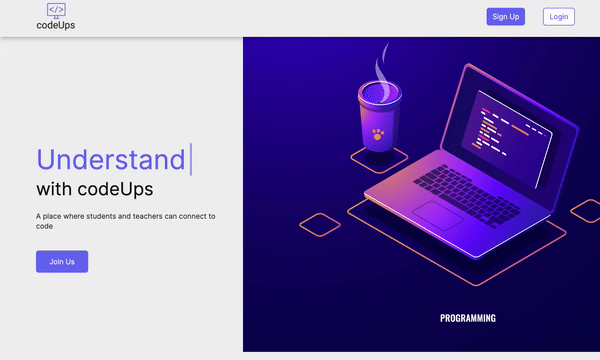 </>
codeUps
Sign Up
Login
Understand
with codeUps
A place where students and teachers can connect to
code
Join Us
PROGRAMMING